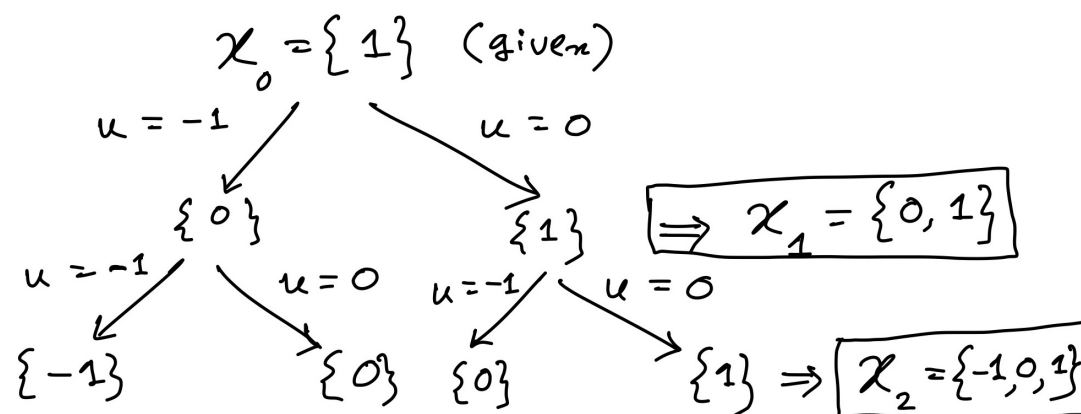 𝒳₀ = {1} (given)
u = -1 u = 0
{0} {1} ⇒ 𝒳₁ = {0, 1}
u = -1 u = 0 u = -1 u = 0
{-1} {0} {0} {1} ⇒ 𝒳₂ = {-1, 0, 1}